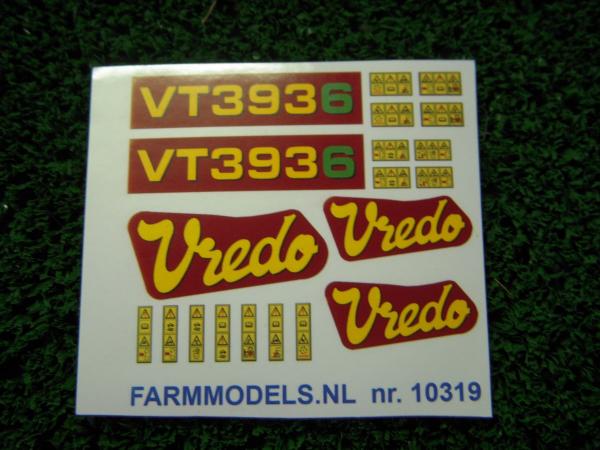 VT3936
VT3936
Vredo
Vredo
Vredo
FARMMODELS.NL nr. 10319